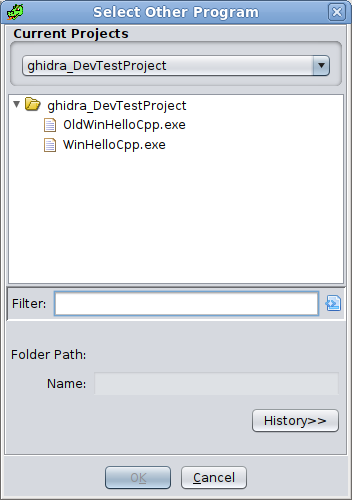 Select Other Program
Current Projects
ghidra_DevTestProject
ghidra_DevTestProject
OldWinHelloCpp.exe
WinHelloCpp.exe
Filter:
Folder Path:
Name:
History>>
OK Cancel